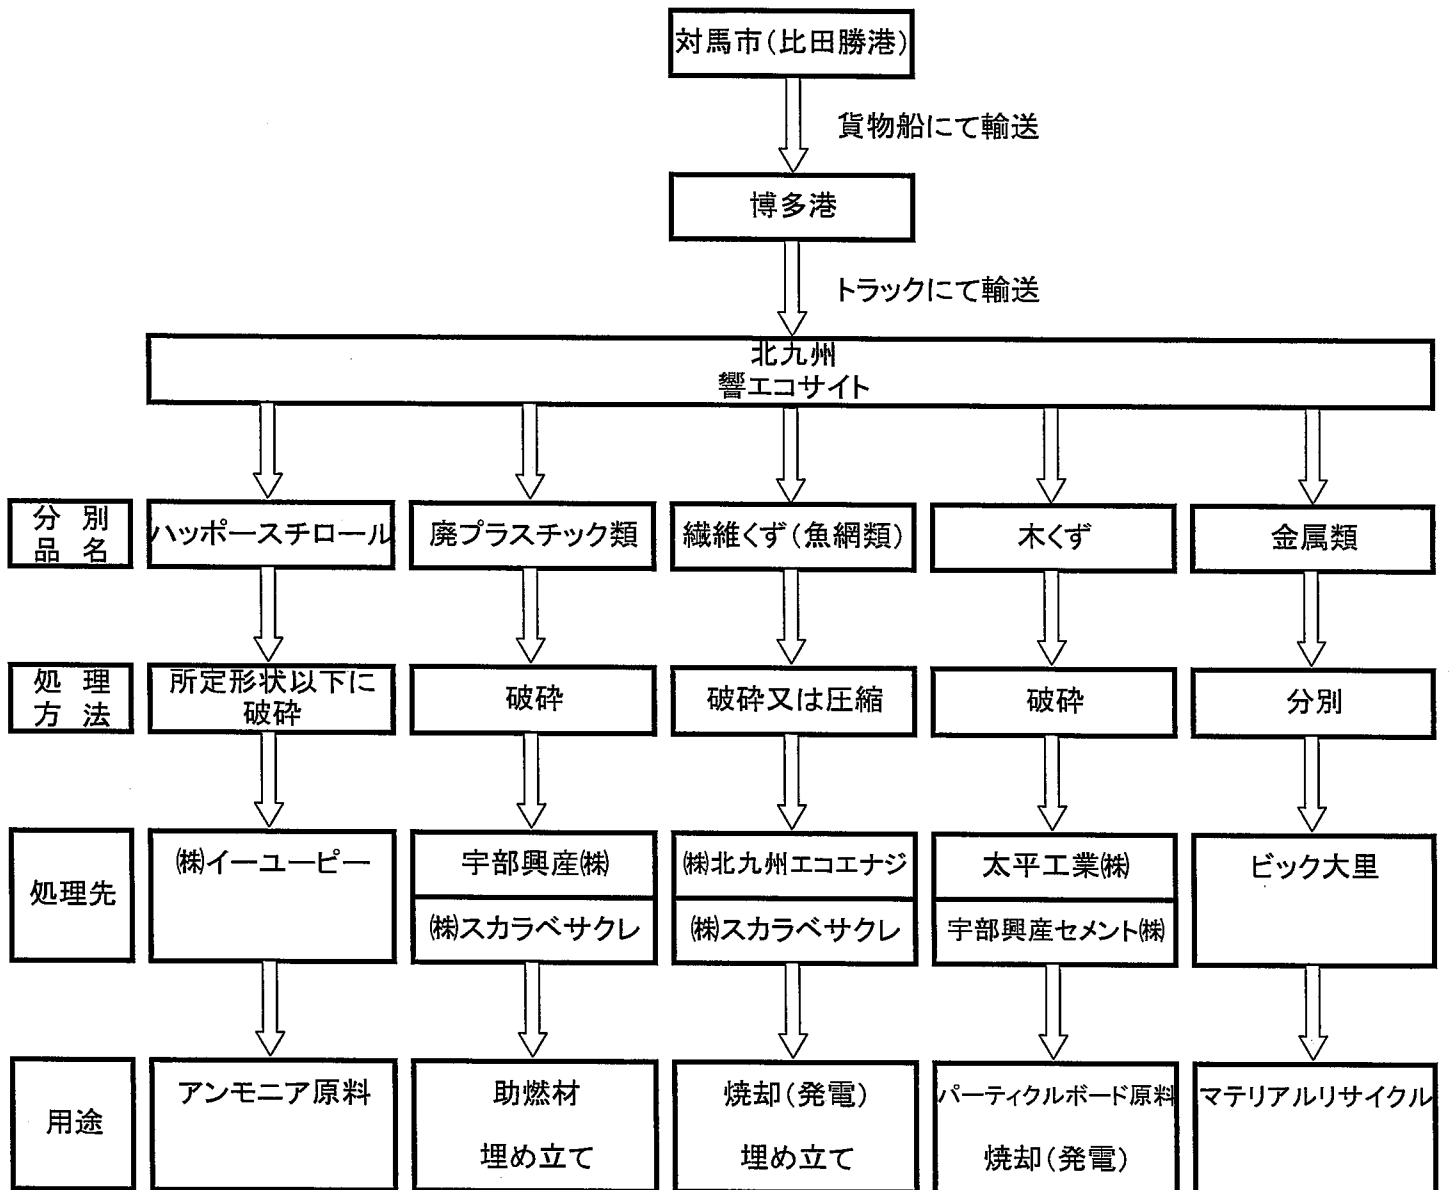 対馬市(比田勝港)
貨物船にて輸送
博多港
トラックにて輸送
北九州
響エコサイト
分別
品名
ハッポースチロール
廃プラスチック類
繊維くず(魚網類)
木くず
金属類
処理
方法
所定形状以下に
破砕
破砕
破砕又は圧縮
破砕
分別
処理先
㈱イーユーピー
宇部興産㈱
㈱スカラベサクレ
㈱北九州エコエナジ
㈱スカラベサクレ
太平工業㈱
宇部興産セメント㈱
ビック大里
用途
アンモニア原料
助燃材
埋め立て
焼却(発電)
埋め立て
パーティクルボード原料
焼却(発電)
マテリアルリサイクル